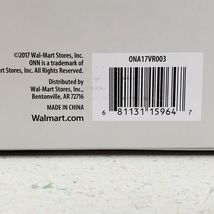 ©2017 Wal-Mart Stores, Inc.
ONN is a trademark of
Mart Stores, Inc. All Rights Reserved.
Distributed by
Wal-Mart Stores, Inc.,
Bentonville, AR 72716
MADE IN CHINA
Walmart.com
ONA17VR003
6 81131 15964 7